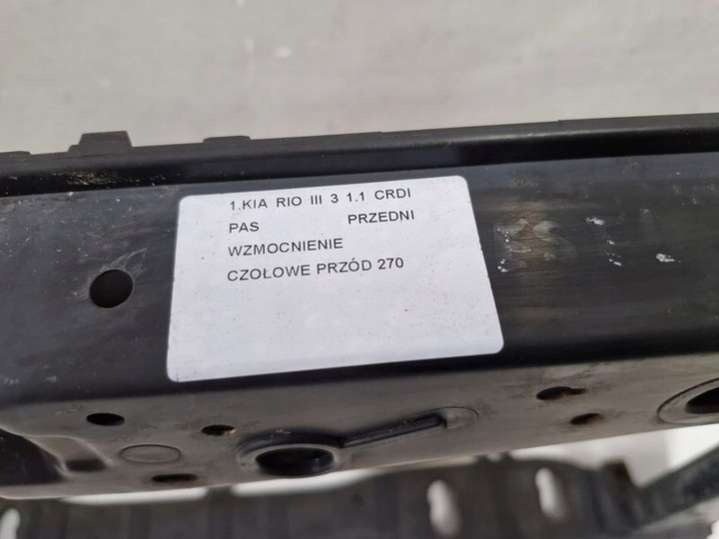 1.KIA RIO III 3 1.1 CRDI
PAS PRZEDNI
WZMOCNIENIE
CZOŁOWE PRZÓD 270